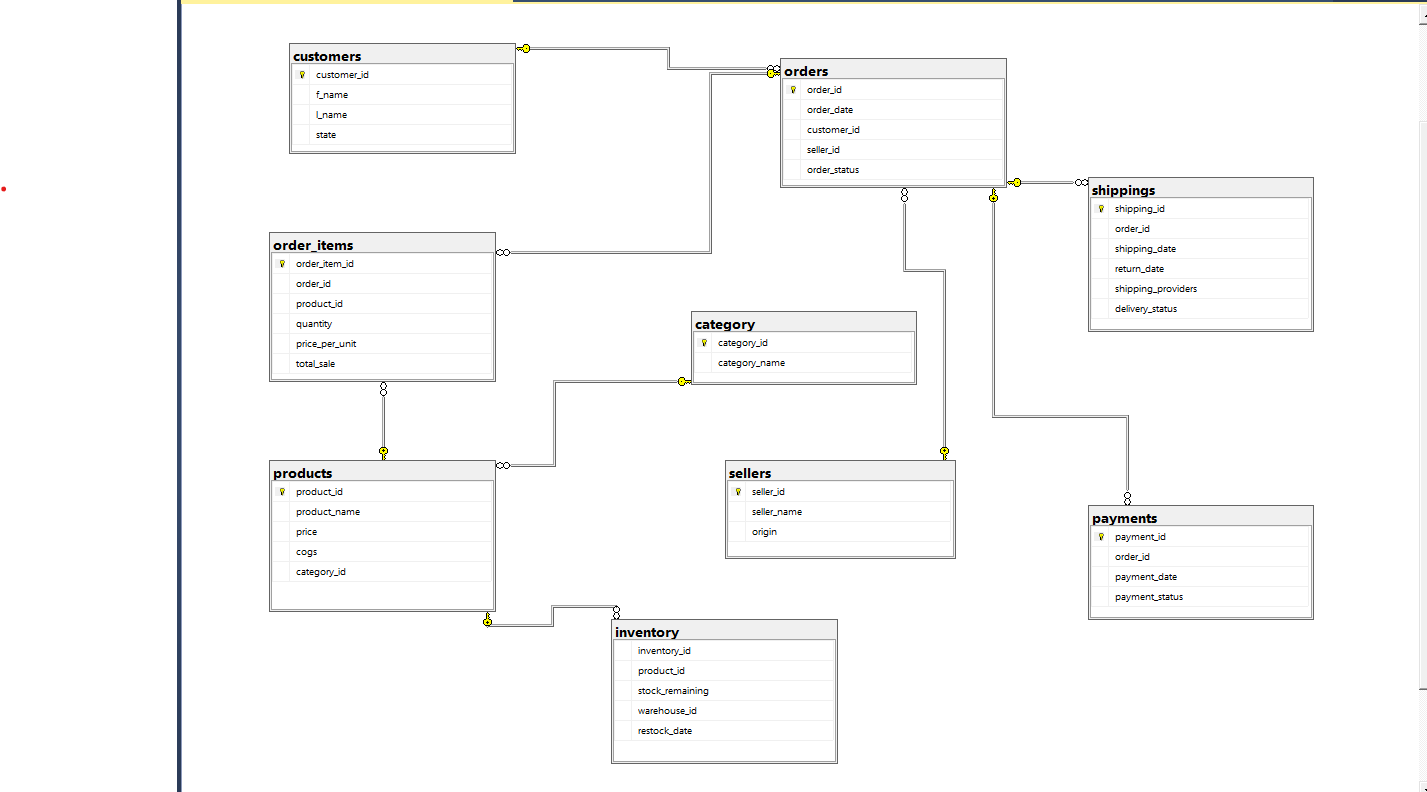 customers
customer_id
f_name
l_name
state
orders
order_id
order_date
customer_id
seller_id
order_status
shippings
shipping_id
order_id
shipping_date
return_date
shipping_providers
delivery_status
order_items
order_item_id
order_id
product_id
quantity
price_per_unit
total_sale
category
category_id
category_name
products
product_id
product_name
price
cogs
category_id
sellers
seller_id
seller_name
origin
payments
payment_id
order_id
payment_date
payment_status
inventory
inventory_id
product_id
stock_remaining
warehouse_id
restock_date